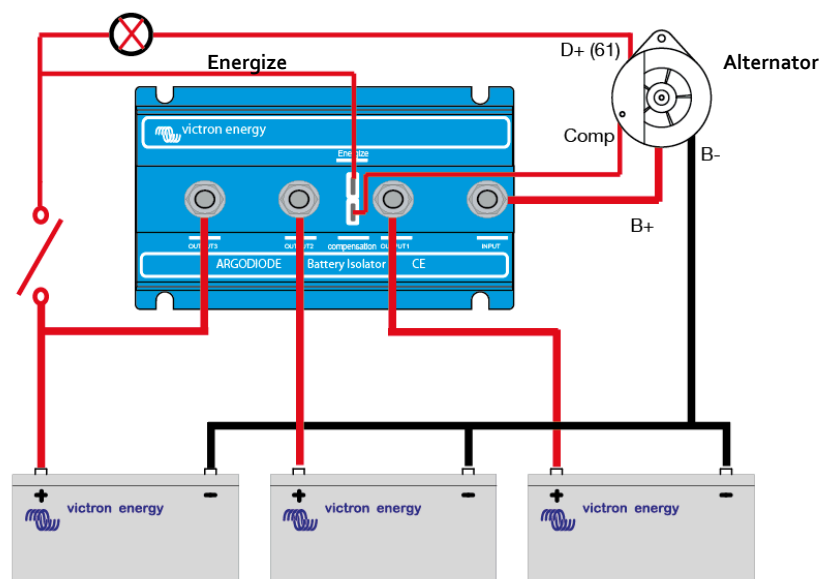 D+ (61)
Energize
Alternator
victron energy
Energize
Comp
B-
B+
OUTPUT3
OUTPUT2
compensation
OUTPUT1
INPUT
ARGODIODE Battery Isolator CE
+
-
+
-
+
-
victron energy
victron energy
victron energy